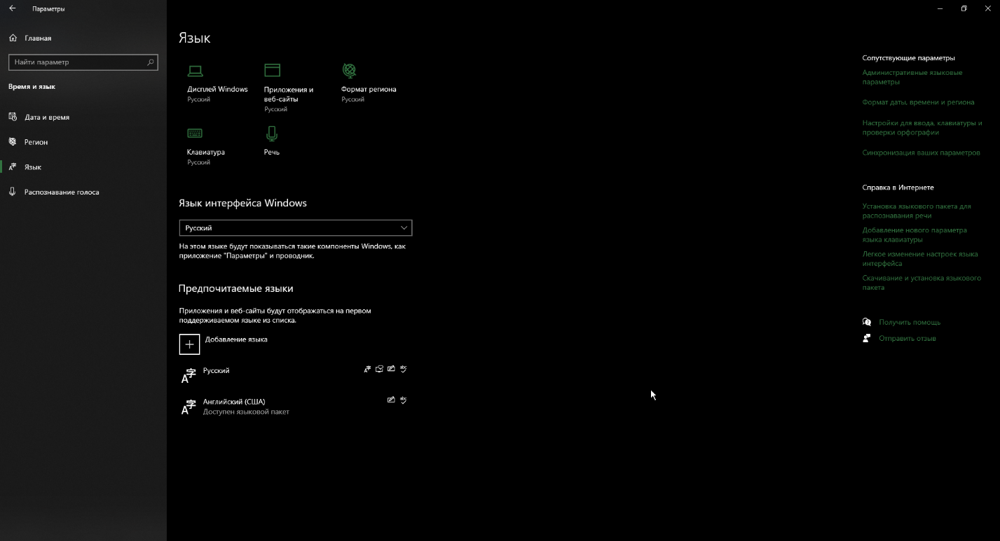 Параметры
Главная
Найти параметр
Время и язык
Дата и время
Регион
Язык
Распознавание голоса
Язык
Дисплей Windows
Русский
Приложения и
веб-сайты
Русский
Формат региона
Русский
Клавиатура
Русский
Речь
Язык интерфейса Windows
Русский
На этом языке будут показываться такие компоненты Windows, как
приложение "Параметры" и проводник.
Предпочитаемые языки
Приложения и веб-сайты будут отображаться на первом
поддерживаемом языке из списка.
Добавление языка
Русский
Английский (США)
Доступен языковой пакет
Сопутствующие параметры
Административные языковые
параметры
Формат даты, времени и региона
Настройки для ввода, клавиатуры и
проверки орфографии
Синхронизация ваших параметров
Справка в Интернете
Установка языкового пакета для
распознавания речи
Добавление нового параметра
языка клавиатуры
Легкое изменение настроек языка
интерфейса
Скачивание и установка языкового
пакета
Получить помощь
Отправить отзыв